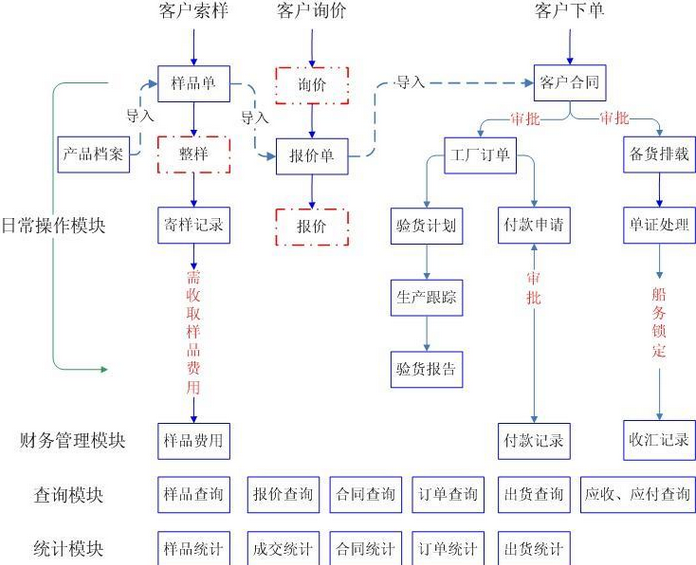 客户索样 客户询价 客户下单
样品单 询价 客户合同
导入
导入
导入
审批 审批
产品档案 整样 报价单 工厂订单 备货排载
日常操作模块 寄样记录 报价 验货计划 付款申请 单证处理
需收取样品费用
生产跟踪
审批
船务锁定
验货报告
财务管理模块 样品费用 付款记录 收汇记录
查询模块 样品查询 报价查询 合同查询 订单查询 出货查询 应收、应付查询
统计模块 样品统计 成交统计 合同统计 订单统计 出货统计